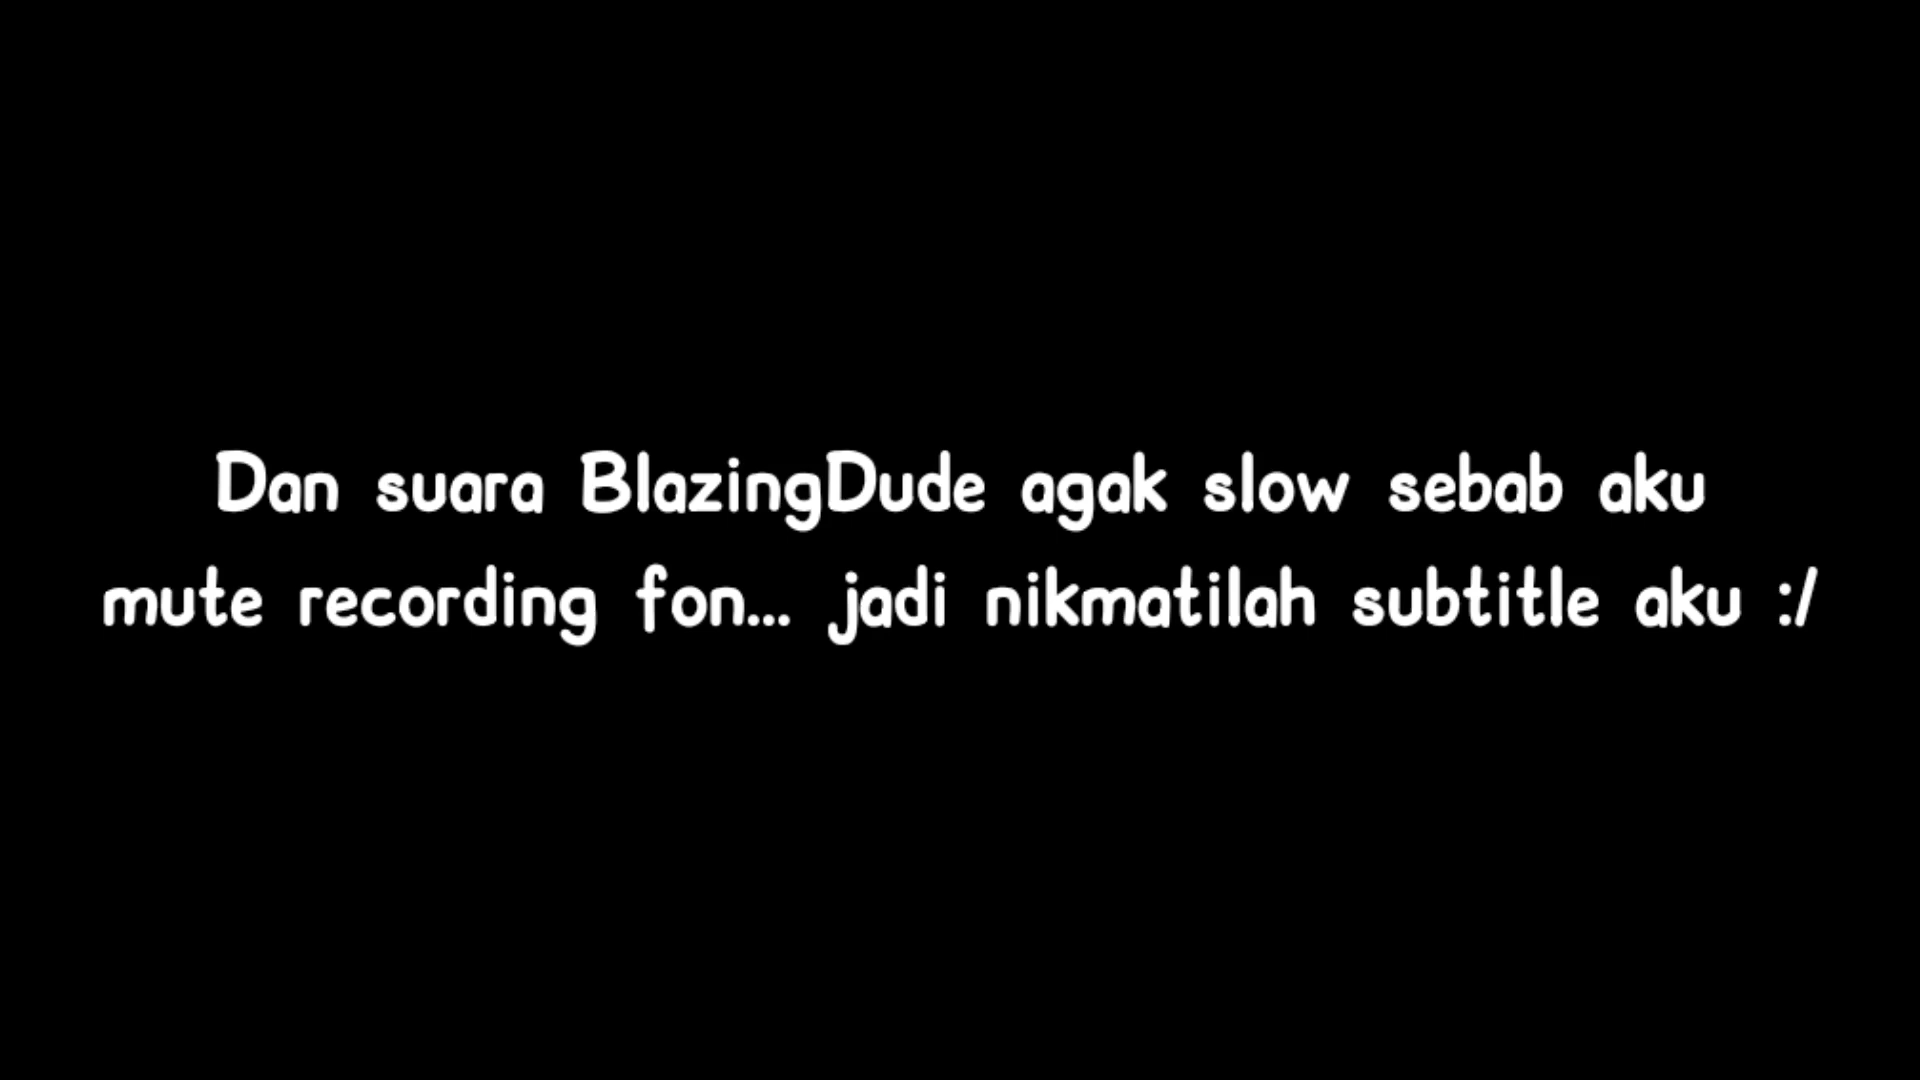 Dan suara BlazingDude agak slow sebab aku
mute recording fon... jadi nikmatilah subtitle aku :/